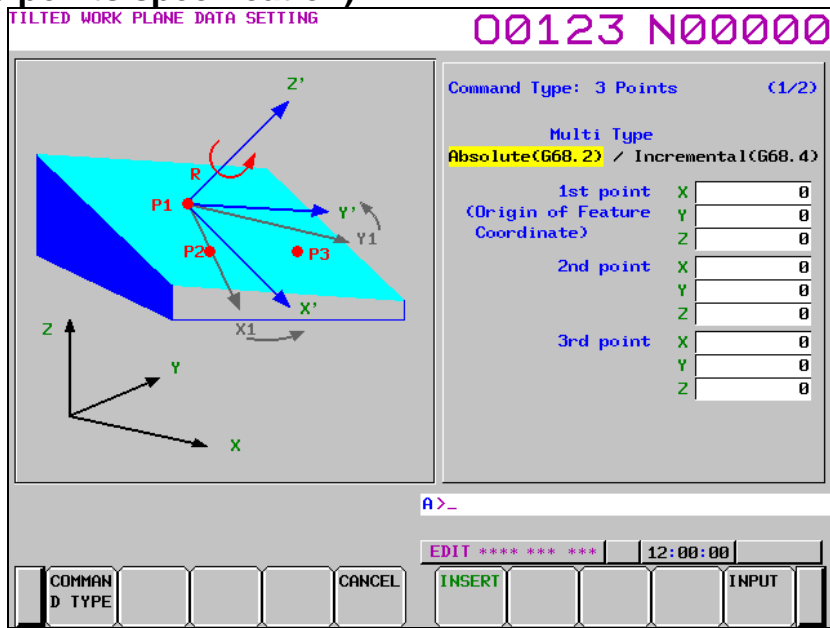 TILTED WORK PLANE DATA SETTING
O0123 N00000
Z'
R
P1
Y'
Y1
P2
P3
X'
X1
Z
Y
X
Command Type: 3 Points (1/2)
Multi Type
Absolute(G68.2) / Incremental(G68.4)
1st point X 0
(Origin of Feature Y 0
Coordinate) Z 0
2nd point X 0
Y 0
Z 0
3rd point X 0
Y 0
Z 0
A>_
EDIT **** *** *** 12:00:00
COMMAN
D TYPE
CANCEL
INSERT
INPUT